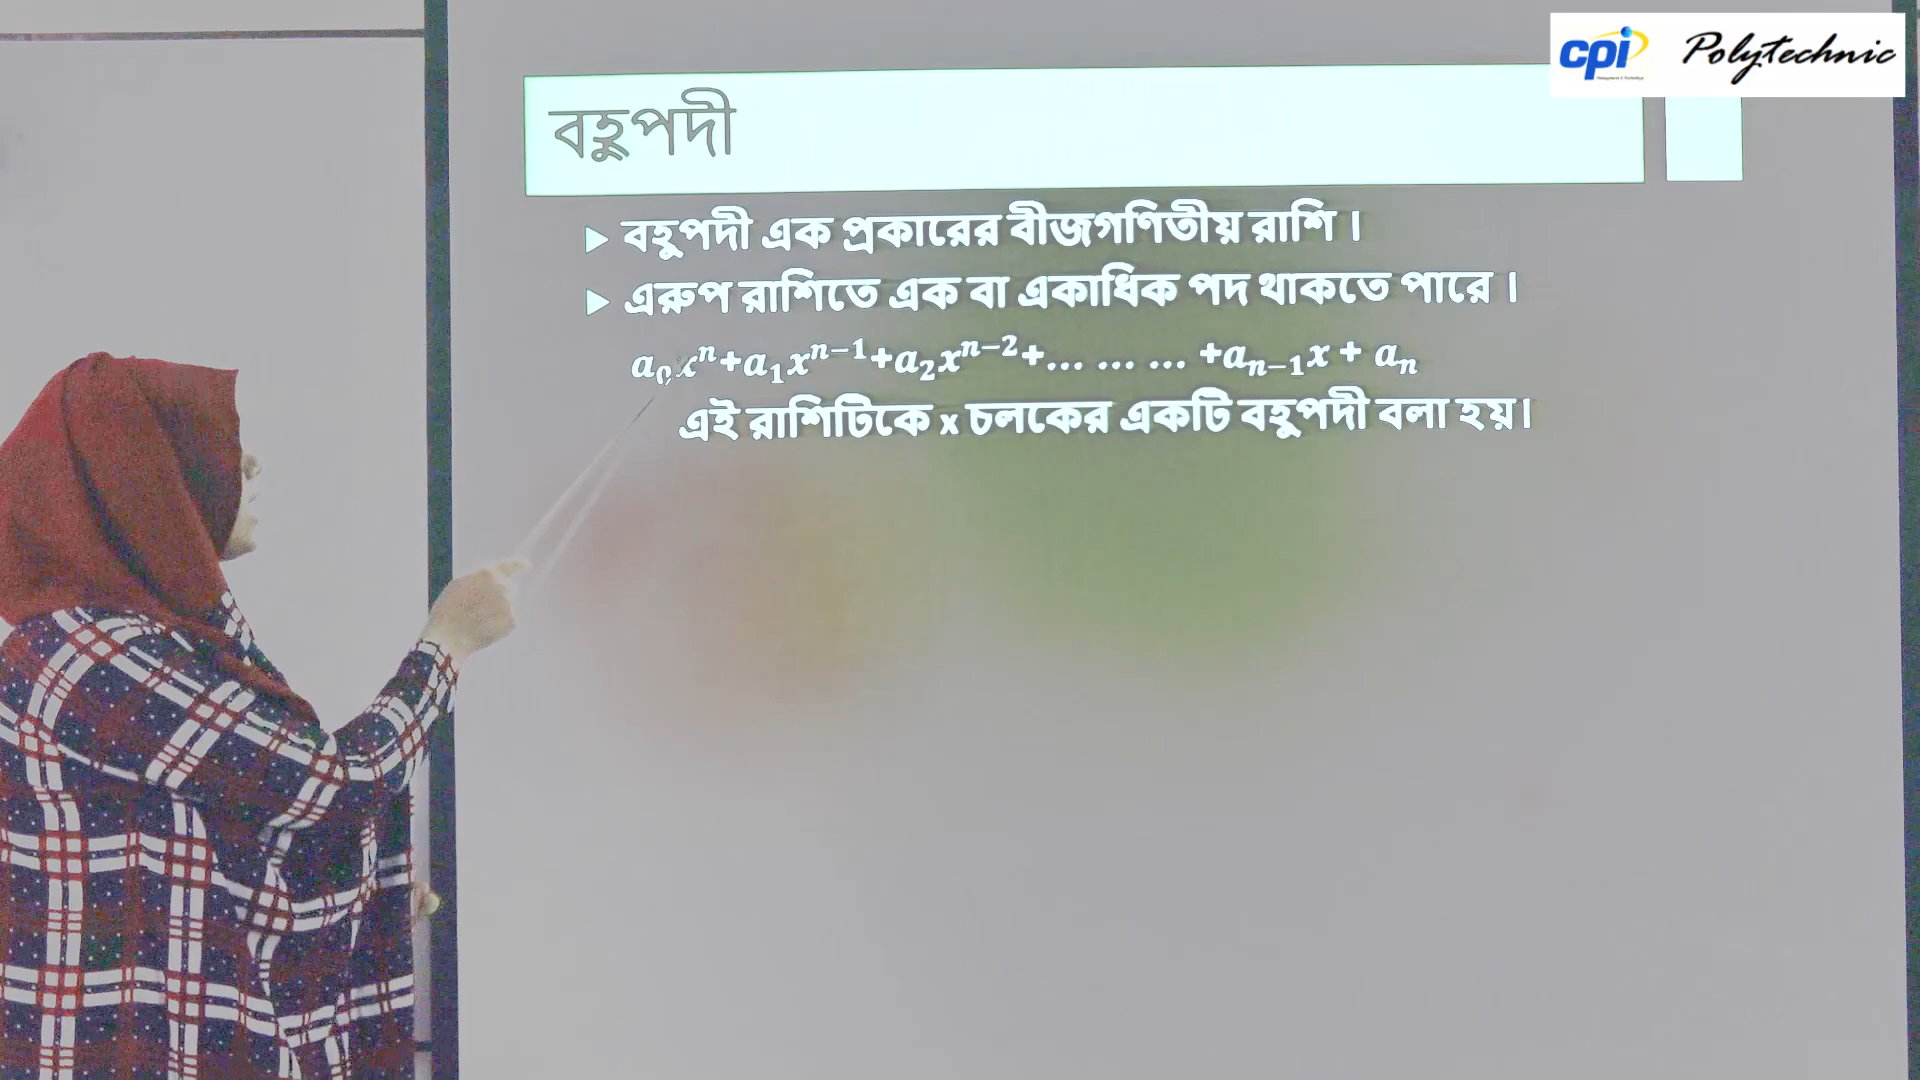 cpi Polytechnic
বহুপদী
▶ বহুপদী এক প্রকারের বীজগণিতীয় রাশি ।
▶ এরুপ রাশিতে এক বা একাধিক পদ থাকতে পারে ।
a₀xⁿ+a₁xⁿ⁻¹+a₂xⁿ⁻²+... ... ... +aₙ₋₁x + aₙ
এই রাশিটিকে x চলকের একটি বহুপদী বলা হয়।